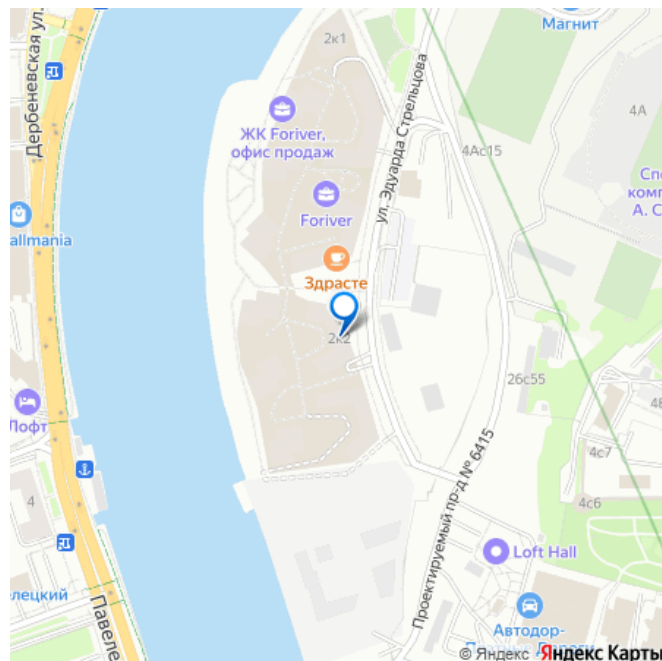 Дербеневская ул.
2к1
Магнит
ул. Эдуарда Стрельцова
4А
4Ас15
ЖК Foriver,
офис продаж
Foriver
allmania
Здрасте
2к2
26с55
Лофт
4с7
4с6
4
Проектируемый пр-д № 6415
Loft Hall
Автодор-
Павеле
© Яндекс Яндекс Карты